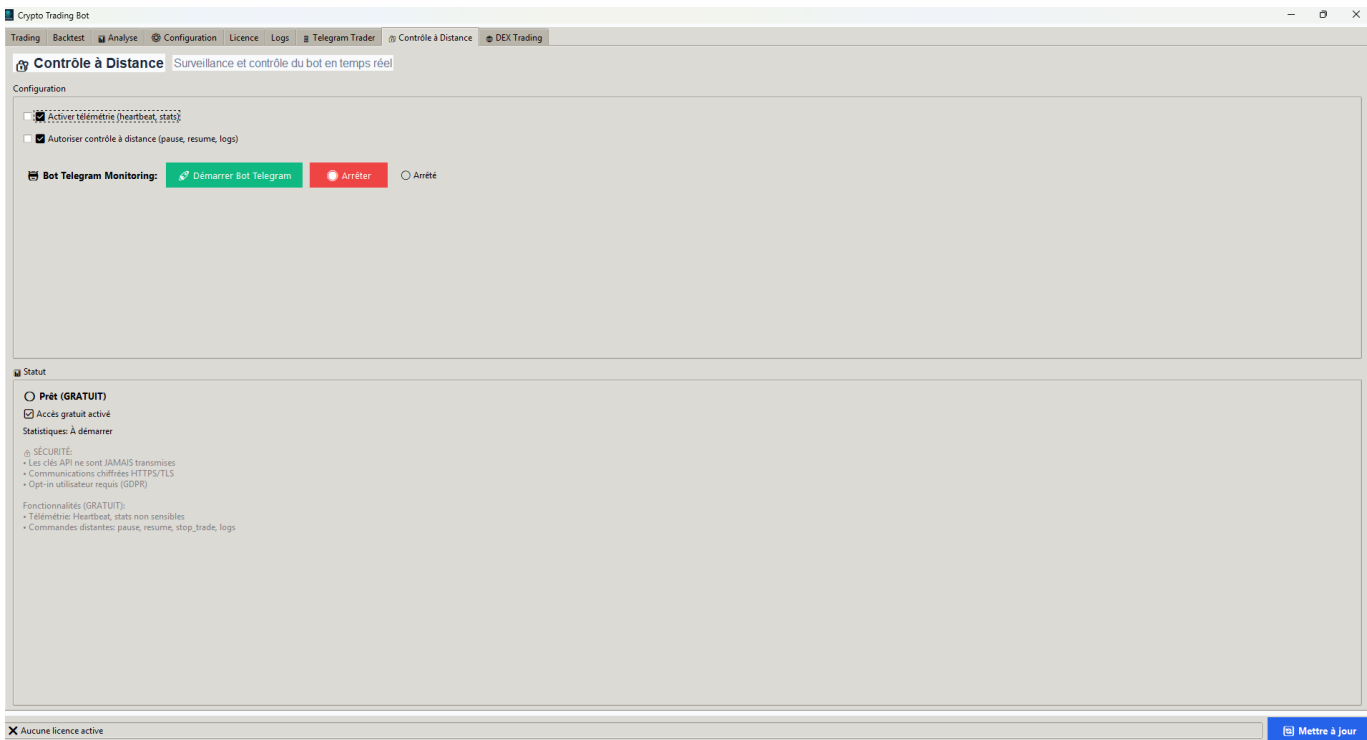 Crypto Trading Bot
Trading Backtest Analyse Configuration Licence Logs Telegram Trader Contrôle à Distance DEX Trading
Contrôle à Distance Surveillance et contrôle du bot en temps réel
Configuration
Activer télémétrie (heartbeat, stats)
Autoriser contrôle à distance (pause, resume, logs)
Bot Telegram Monitoring: Démarrer Bot Telegram Arrêter Arrêté
Statut
Prêt (GRATUIT)
Accès gratuit activé
Statistiques: À démarrer
SÉCURITÉ:
• Les clés API ne sont JAMAIS transmises
• Communications chiffrées HTTPS/TLS
• Opt-in utilisateur requis (GDPR)
Fonctionnalités (GRATUIT):
• Télémétrie: Heartbeat, stats non sensibles
• Commandes distantes: pause, resume, stop_trade, logs
Aucune licence active Mettre à jour